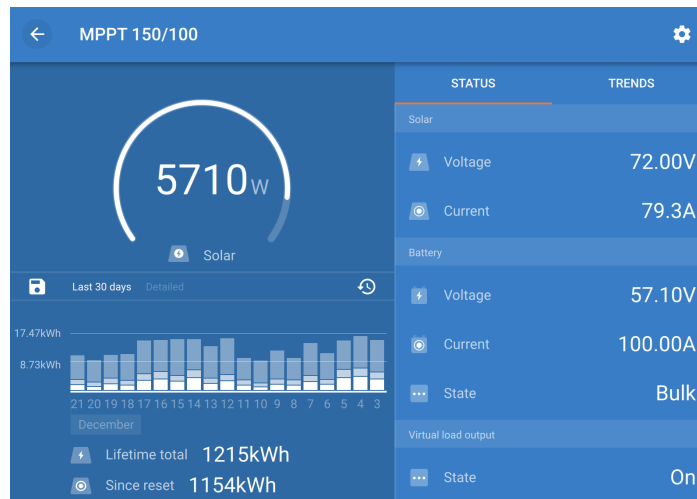 MPPT 150/100
5710W
Solar
Last 30 days Detailed
17.47kWh
8.73kWh
21 20 19 18 17 16 15 14 13 12 11 10 9 8 7 6 5 4 3
December
Lifetime total 1215kWh
Since reset 1154kWh
STATUS TRENDS
Solar
Voltage 72.00V
Current 79.3A
Battery
Voltage 57.10V
Current 100.00A
State Bulk
Virtual load output
State On